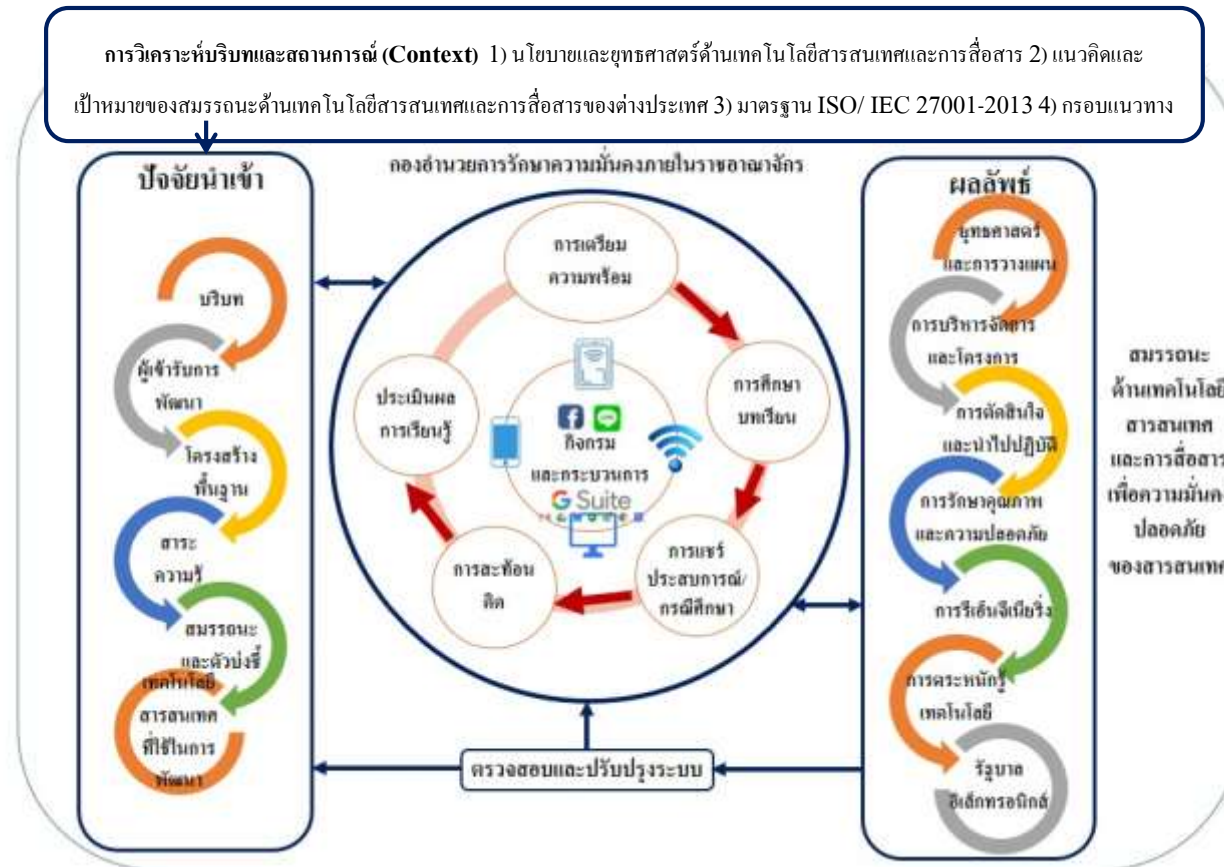 การวิเคราะห์บริบทและสถานการณ์ (Context) 1) นโยบายและยุทธศาสตร์ด้านเทคโนโลยีสารสนเทศและการสื่อสาร 2) แนวคิดและ
เป้าหมายของสมรรถนะด้านเทคโนโลยีสารสนเทศและการสื่อสารของต่างประเทศ 3) มาตรฐาน ISO/ IEC 27001-2013 4) กรอบแนวทาง
ปัจจัยนำเข้า
บริบท
ผู้เข้ารับการ
พัฒนา
โครงสร้าง
พื้นฐาน
สาระ
ความรู้
สมรรถนะ
และตัวบ่งชี้
เทคโนโลยี
สารสนเทศ
ที่ใช้ในการ
พัฒนา
กองอำนวยการรักษาความมั่นคงภายในราชอาณาจักร
การเตรียม
ความพร้อม
การศึกษา
บทเรียน
การแชร์
ประสบการณ์/
กรณีศึกษา
การสะท้อน
คิด
ประเมินผล
การเรียนรู้
กิจกรม
และกระบวนการ
G Suite
ตรวจสอบและปรับปรุงระบบ
ผลลัพธ์
ยุทธศาสตร์
และการวางแผน
การบริหารจัดการ
และโครงการ
การตัดสินใจ
และนำไปปฏิบัติ
การรักษาคุณภาพ
และความปลอดภัย
การรีเอ็นจิเนียริ่ง
การตระหนักรู้
เทคโนโลยี
รัฐบาล
อิเล็กทรอนิกส์
สมรรถนะ
ด้านเทคโนโลยี
สารสนเทศ
และการสื่อสาร
เพื่อความมั่นค
ปลอดภัย
ของสารสนเทศ